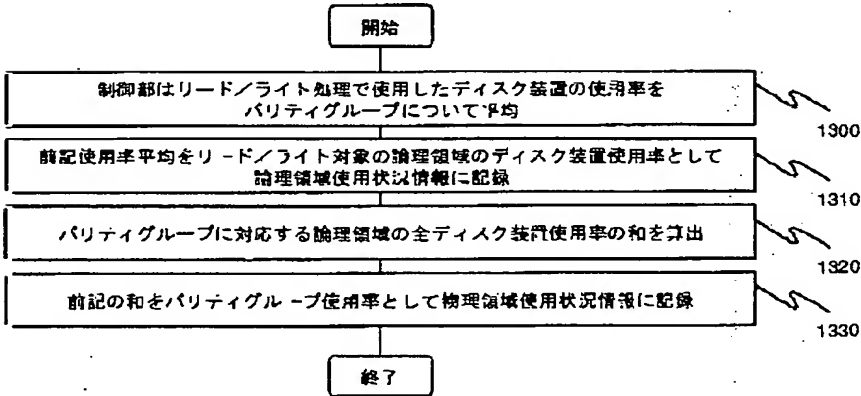 開始
制御部はリード／ライト処理で使用したディスク装置の使用率を
パリティグループについて平均
1300
前記使用率平均をリード／ライト対象の論理領域のディスク装置使用率として
論理領域使用状況情報に記録
1310
パリティグループに対応する論理領域の全ディスク装置使用率の和を算出
1320
前記の和をパリティグループ使用率として物理領域使用状況情報に記録
1330
終了